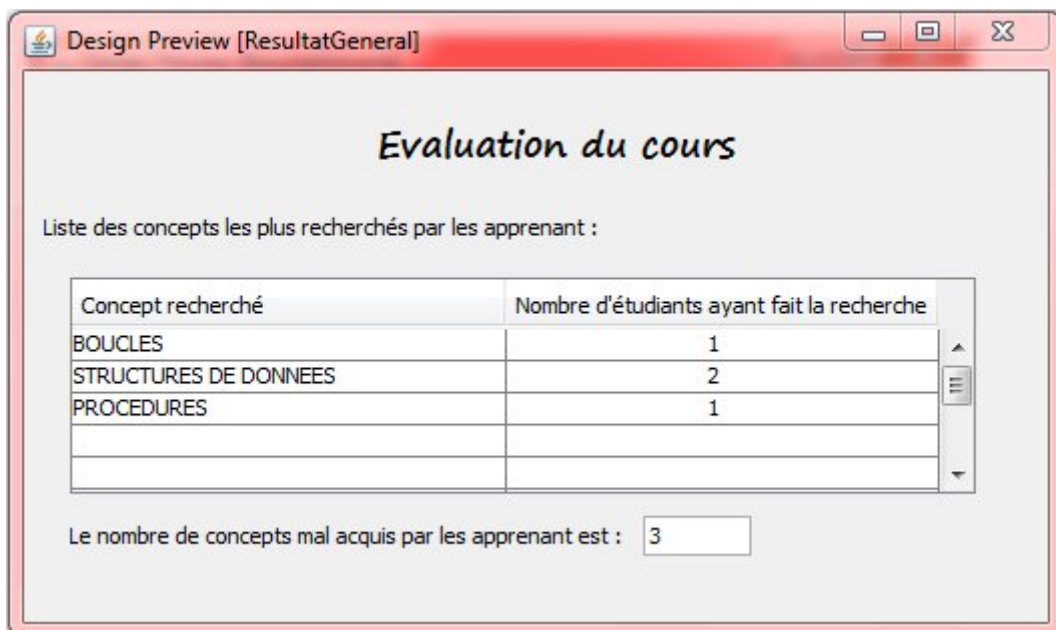 Design Preview [ResultatGeneral]
Evaluation du cours
Liste des concepts les plus recherchés par les apprenant :
Concept recherché Nombre d'étudiants ayant fait la recherche
BOUCLES 1
STRUCTURES DE DONNEES 2
PROCEDURES 1
Le nombre de concepts mal acquis par les apprenant est : 3